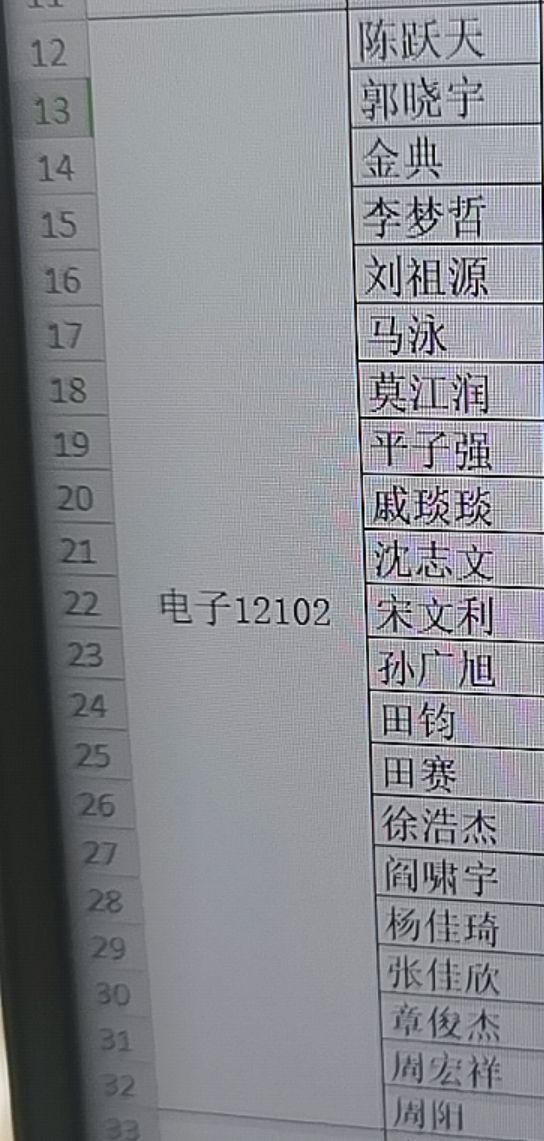 12 陈跃天
13 郭晓宇
14 金典
15 李梦哲
16 刘祖源
17 马泳
18 莫江润
19 平子强
20 戚琰琰
21 沈志文
22 电子12102 宋文利
23 孙广旭
24 田钧
25 田赛
26 徐浩杰
27 阎啸宇
28 杨佳琦
29 张佳欣
30 章俊杰
31 周宏祥
32 周阳
33